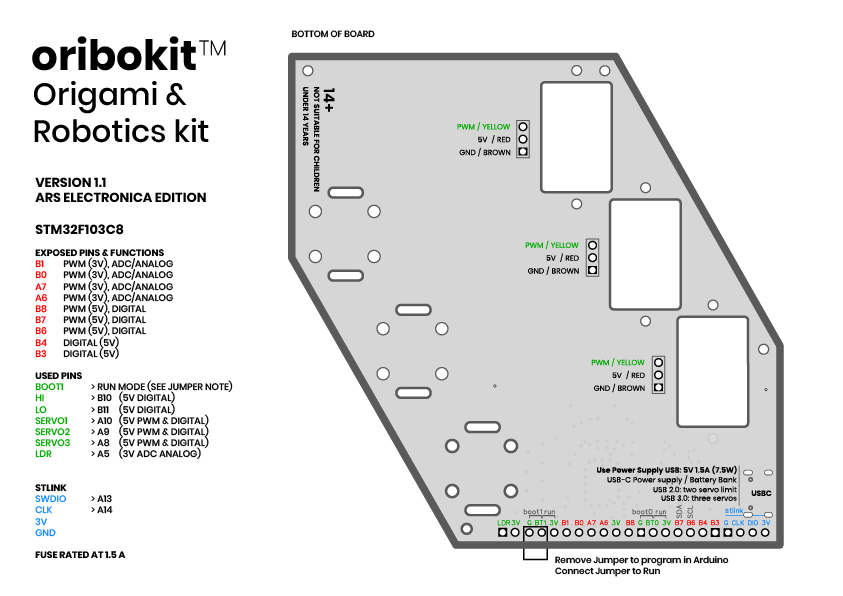 oribokit™
Origami &
Robotics kit
VERSION 1.1
ARS ELECTRONICA EDITION
STM32F103C8
EXPOSED PINS & FUNCTIONS
B1 PWM (3V), ADC/ANALOG
B0 PWM (3V), ADC/ANALOG
A7 PWM (3V), ADC/ANALOG
A6 PWM (3V), ADC/ANALOG
B8 PWM (5V), DIGITAL
B7 PWM (5V), DIGITAL
B6 PWM (5V), DIGITAL
B4 DIGITAL (5V)
B3 DIGITAL (5V)
USED PINS
BOOT1 > RUN MODE (SEE JUMPER NOTE)
HI > B10 (5V DIGITAL)
LO > B11 (5V DIGITAL)
SERVO1 > A10 (5V PWM & DIGITAL)
SERVO2 > A9 (5V PWM & DIGITAL)
SERVO3 > A8 (5V PWM & DIGITAL)
LDR > A5 (3V ADC ANALOG)
STLINK
SWDIO > A13
CLK > A14
3V
GND
FUSE RATED AT 1.5 A
BOTTOM OF BOARD
14+
NOT SUITABLE FOR CHILDREN
UNDER 14 YEARS
PWM / YELLOW
5V / RED
GND / BROWN
PWM / YELLOW
5V / RED
GND / BROWN
PWM / YELLOW
5V / RED
GND / BROWN
Use Power Supply USB: 5V 1.5A (7.5W)
USB-C Power supply / Battery Bank
USB 2.0: two servo limit
USB 3.0: three servos
USBC
boot1 run
boot0 run
SDA
SCL
stlink
LDR 3V G BT1 3V B1 B0 A7 A6 3V B8 G BT0 3V B7 B6 B4 B3 G CLK DIO 3V
Remove Jumper to program in Arduino
Connect Jumper to Run